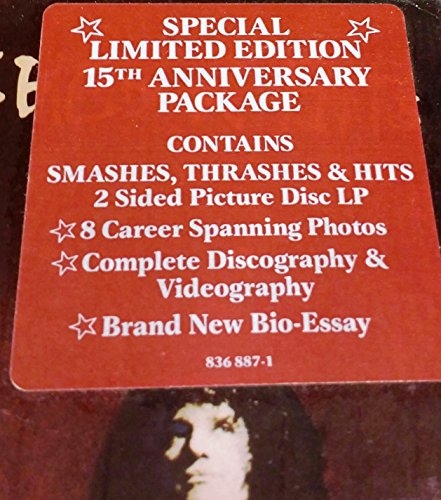 SPECIAL
LIMITED EDITION
15TH ANNIVERSARY
PACKAGE
CONTAINS
SMASHES, THRASHES & HITS
2 Sided Picture Disc LP
8 Career Spanning Photos
Complete Discography &
Videography
Brand New Bio-Essay
836 887-1